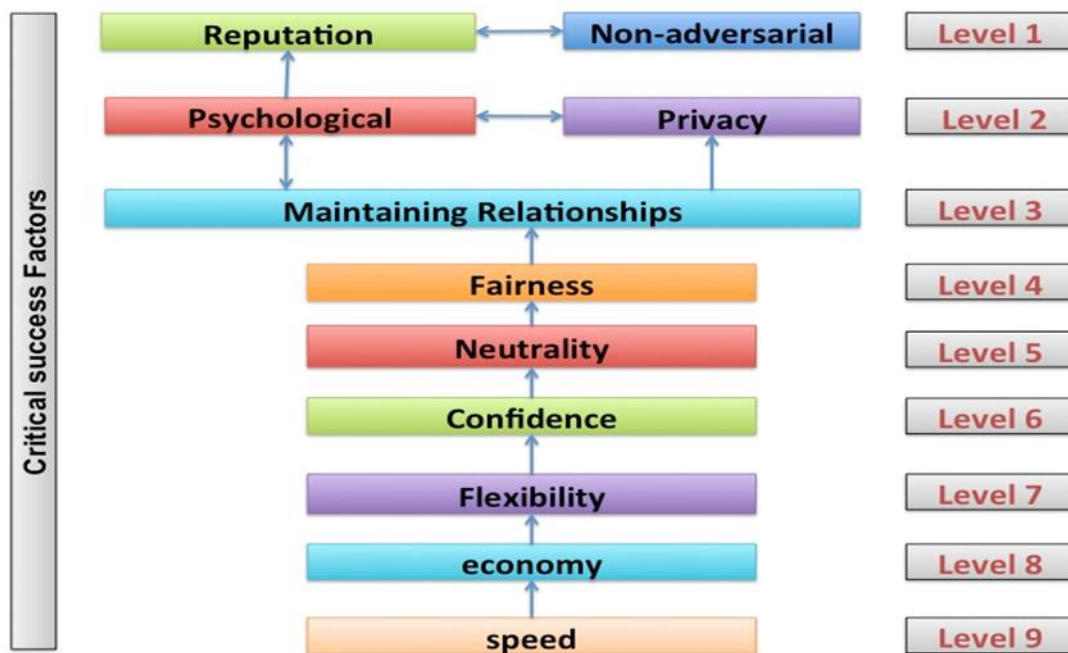 Critical success Factors
Reputation
Non-adversarial
Level 1
Psychological
Privacy
Level 2
Maintaining Relationships
Level 3
Fairness
Level 4
Neutrality
Level 5
Confidence
Level 6
Flexibility
Level 7
economy
Level 8
speed
Level 9